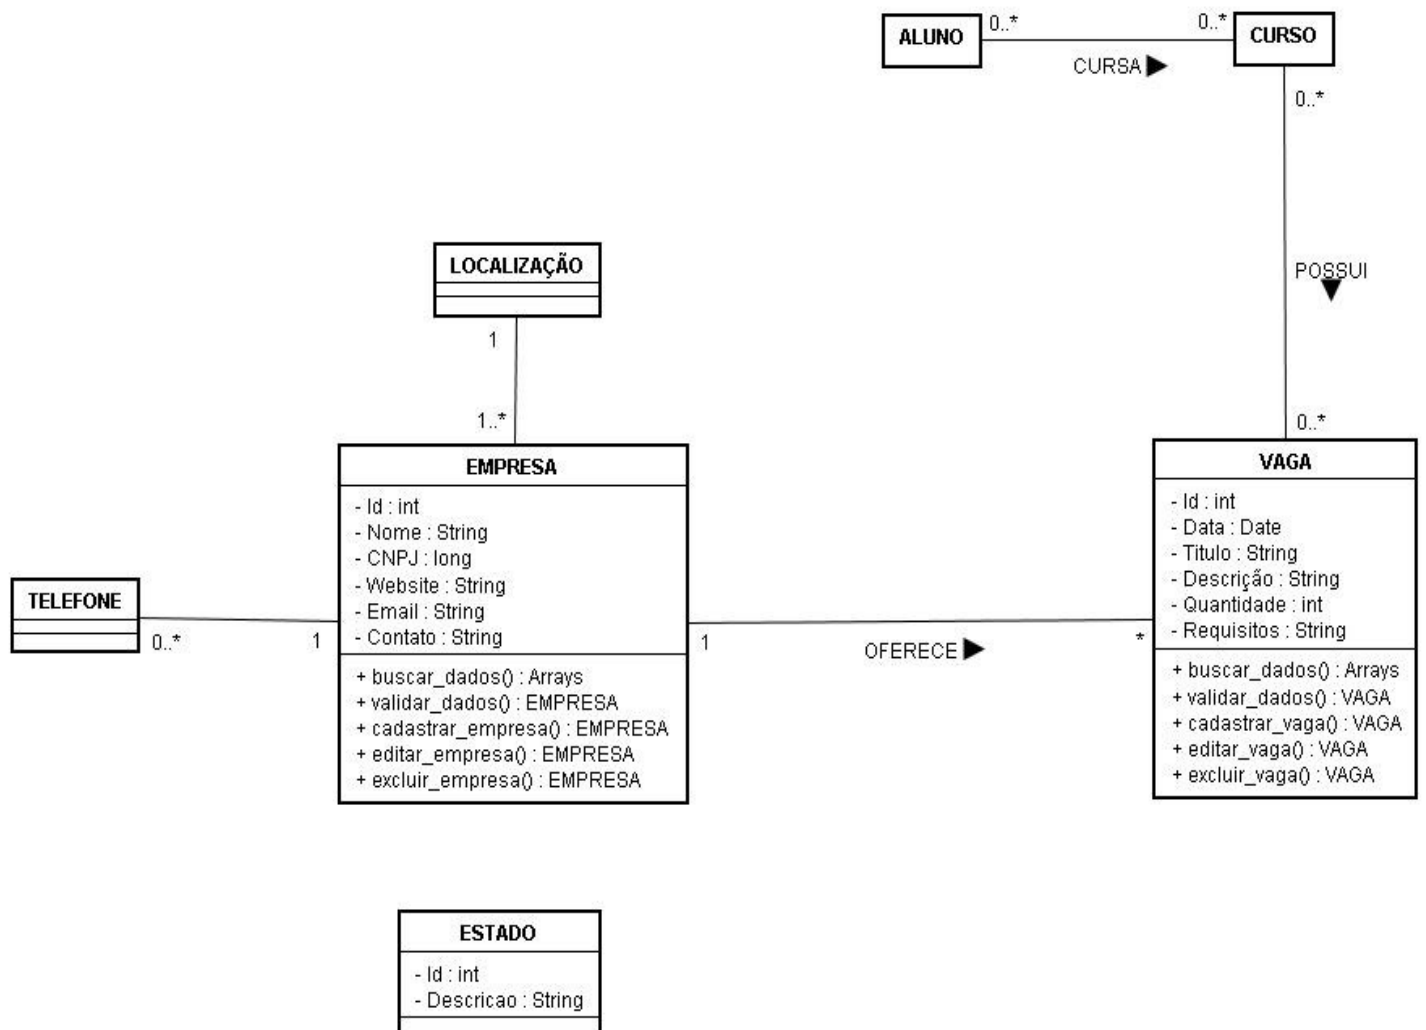 ALUNO
0..*
0..*
CURSO
CURSA
0..*
POSSUI
0..*
LOCALIZAÇÃO
1
1..*
EMPRESA
- Id : int
- Nome : String
- CNPJ : long
- Website : String
- Email : String
- Contato : String
+ buscar_dados() : Arrays
+ validar_dados() : EMPRESA
+ cadastrar_empresa() : EMPRESA
+ editar_empresa() : EMPRESA
+ excluir_empresa() : EMPRESA
TELEFONE
0..*
1
1
OFERECE
*
VAGA
- Id : int
- Data : Date
- Titulo : String
- Descrição : String
- Quantidade : int
- Requisitos : String
+ buscar_dados() : Arrays
+ validar_dados() : VAGA
+ cadastrar_vaga() : VAGA
+ editar_vaga() : VAGA
+ excluir_vaga() : VAGA
ESTADO
- Id : int
- Descricao : String